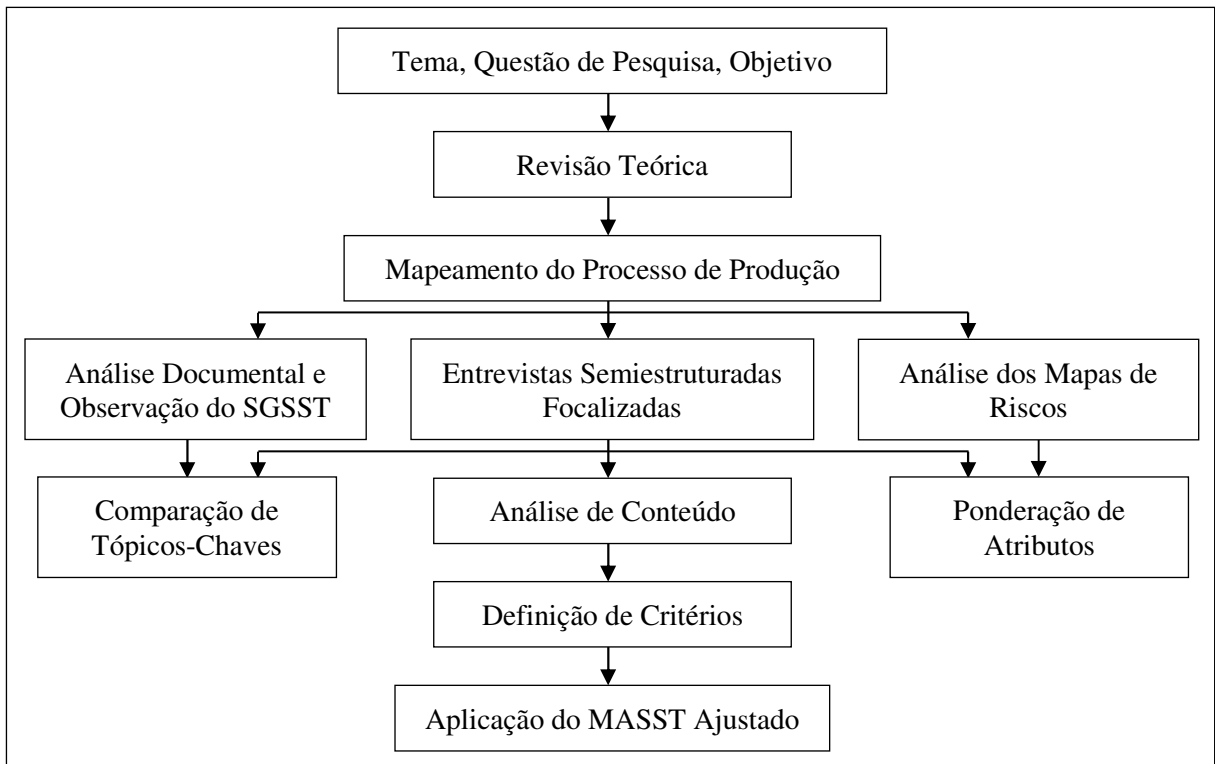 Tema, Questão de Pesquisa, Objetivo
Revisão Teórica
Mapeamento do Processo de Produção
Análise Documental e
Observação do SGSST
Entrevistas Semiestruturadas
Focalizadas
Análise dos Mapas de
Riscos
Comparação de
Tópicos-Chaves
Análise de Conteúdo
Ponderação de
Atributos
Definição de Critérios
Aplicação do MASST Ajustado